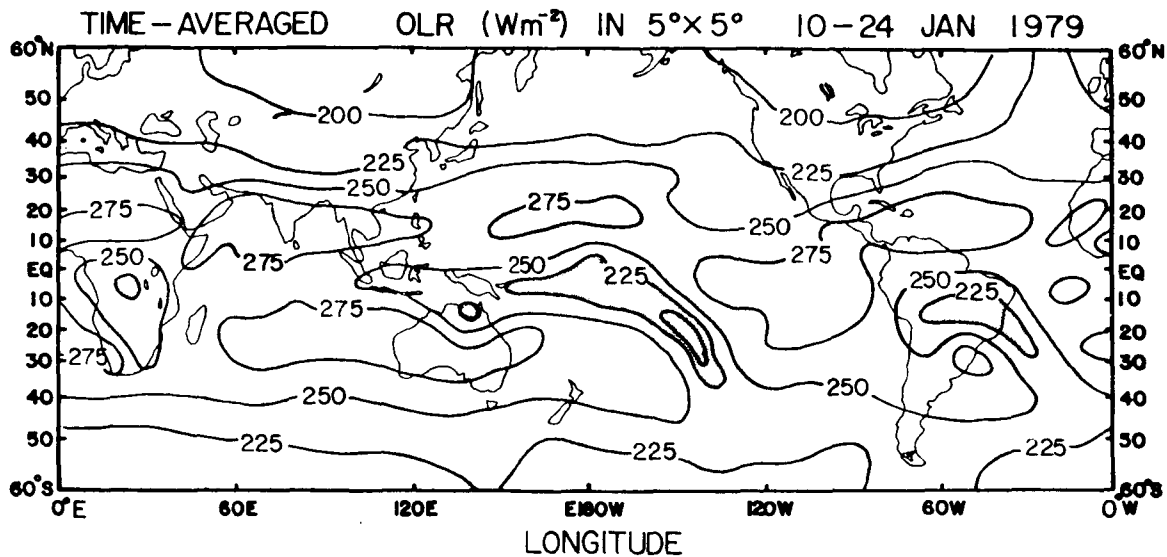 TIME-AVERAGED OLR (Wm⁻²) IN 5°×5° 10-24 JAN 1979
60°N 60°N
200 200
50 50
40 40
225 225
250
30 30
275 275 250
20 20
10 10
250 275 250 275
EQ 225 250 EQ
225
10 10
275
20 20
275
30 30
250 250
40 40
225 225 225
50 50
60°S 60°S
0°E 60E 120E E180W 120W 60W 0°W
LONGITUDE